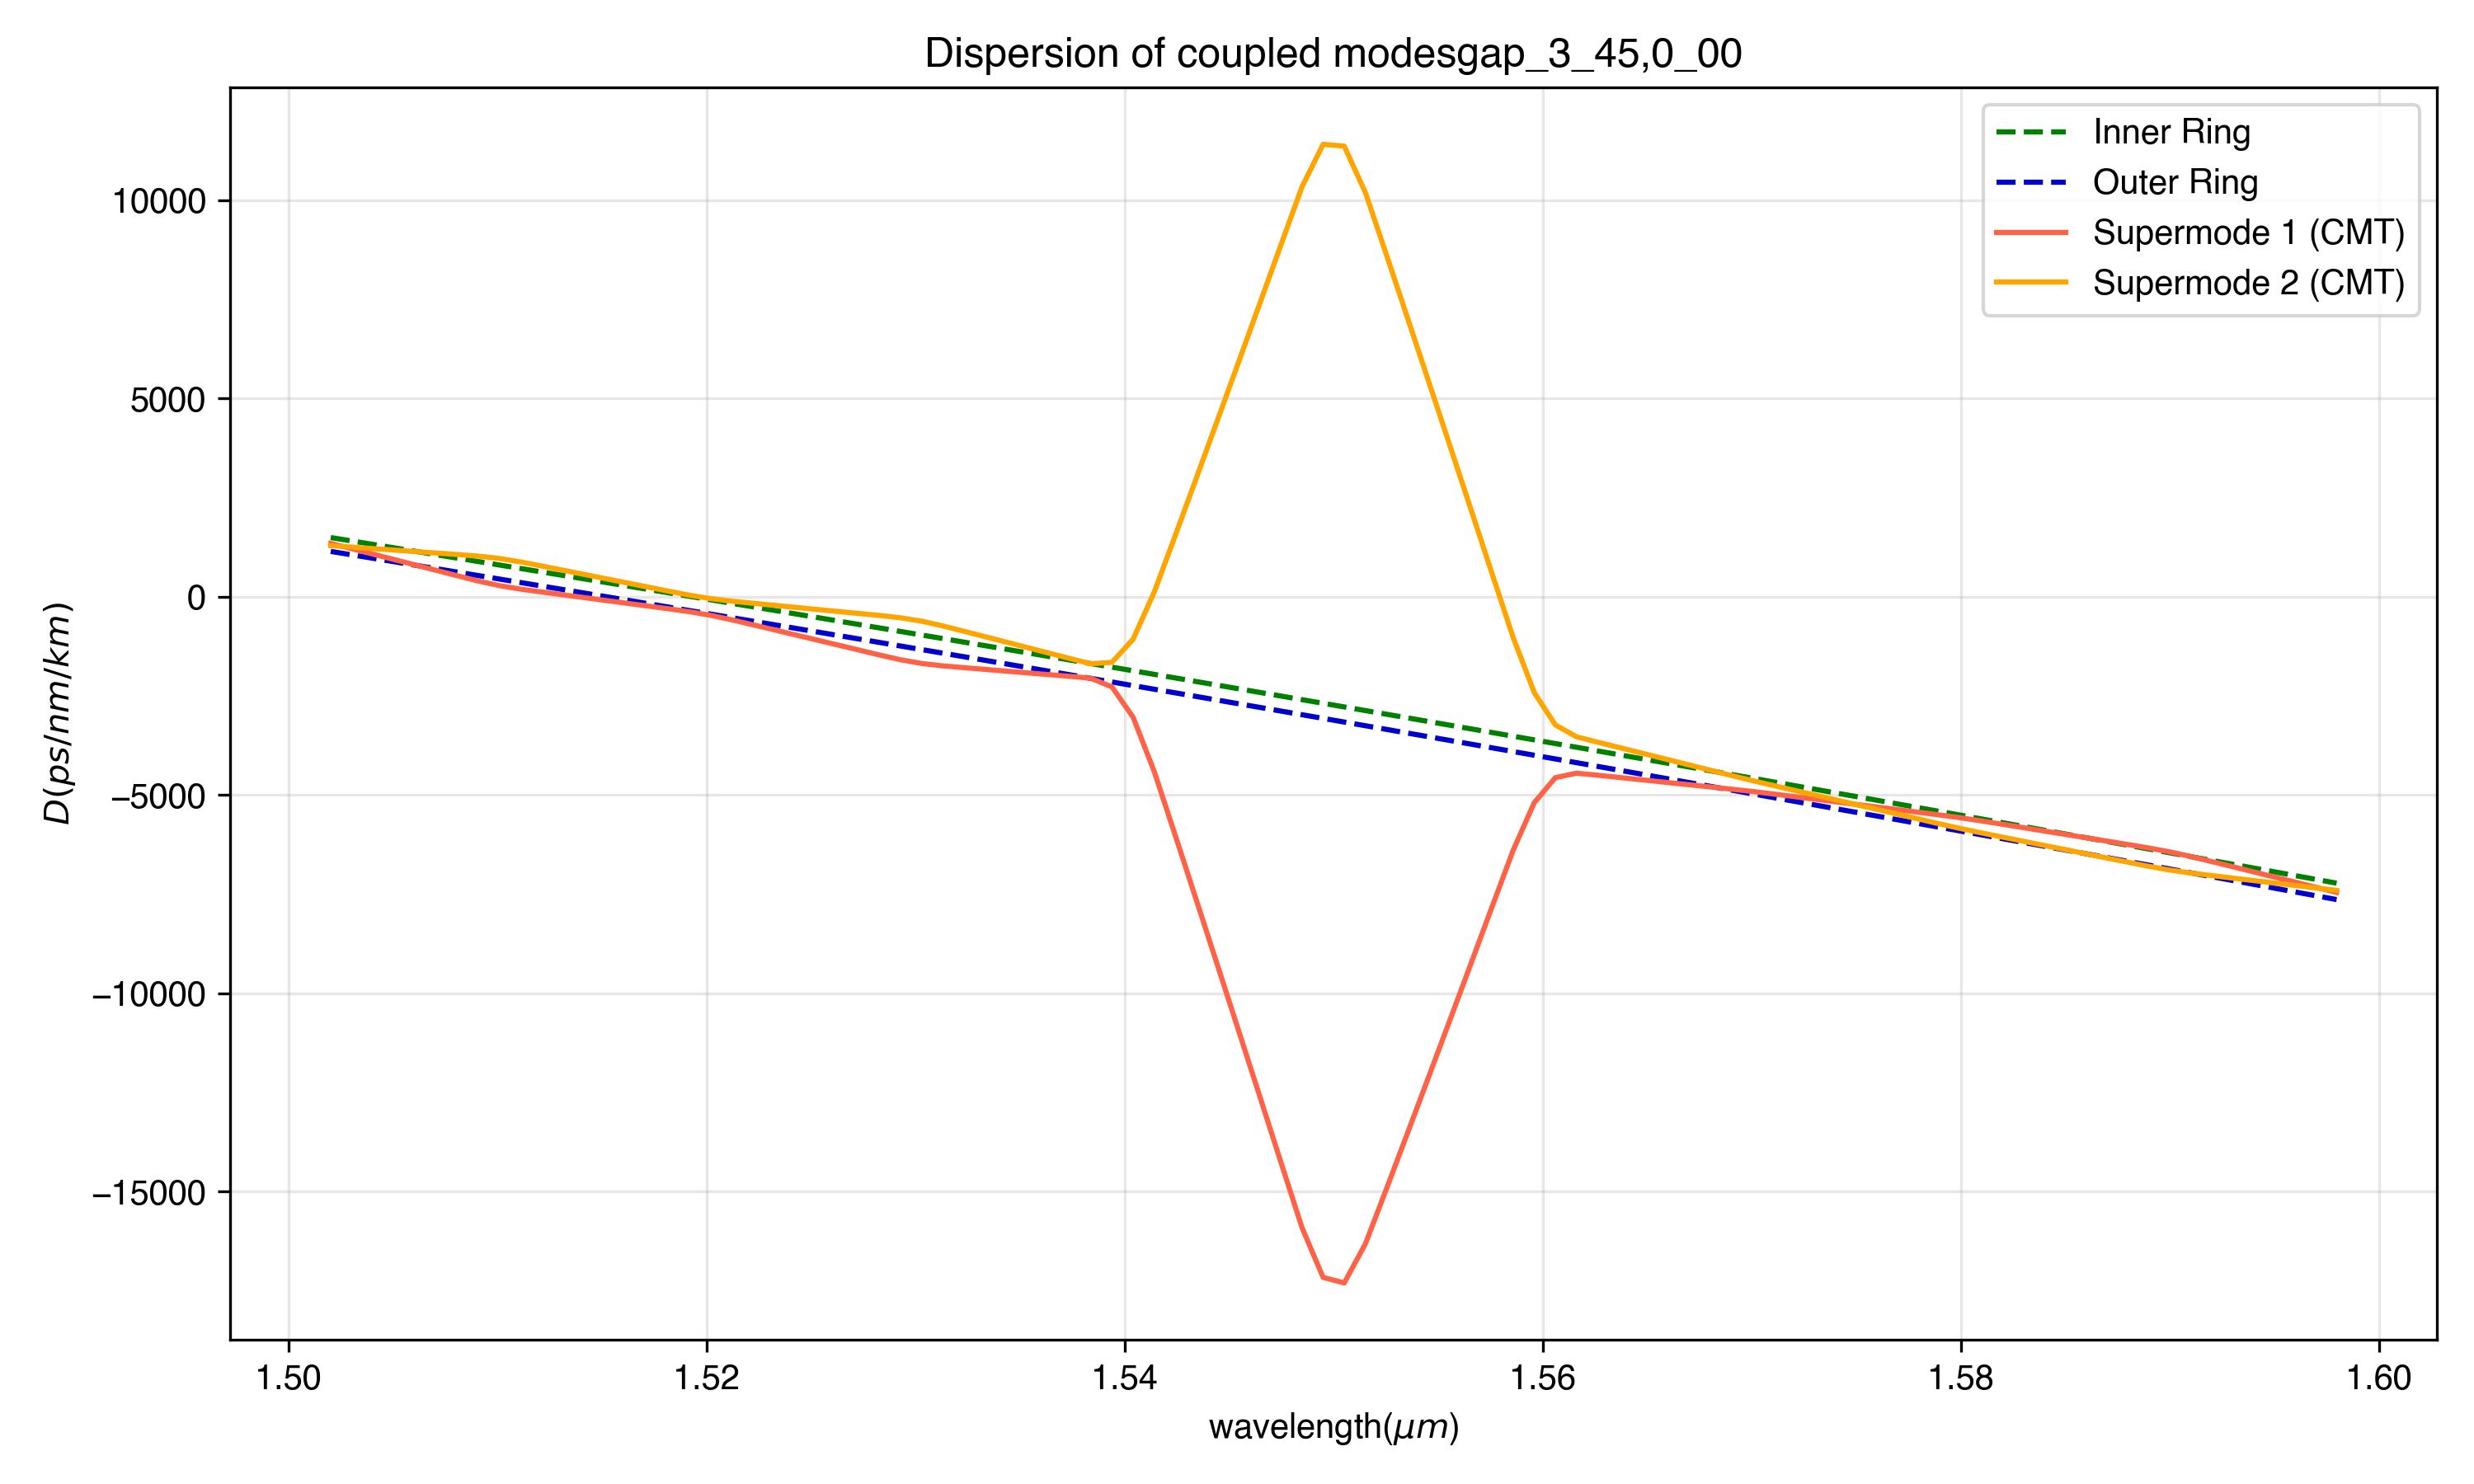 Dispersion of coupled modesgap_3_45,0_00
Inner Ring
Outer Ring
Supermode 1 (CMT)
Supermode 2 (CMT)
D(ps/nm/km)
10000
5000
0
−5000
−10000
−15000
1.50 1.52 1.54 1.56 1.58 1.60
wavelength(μm)